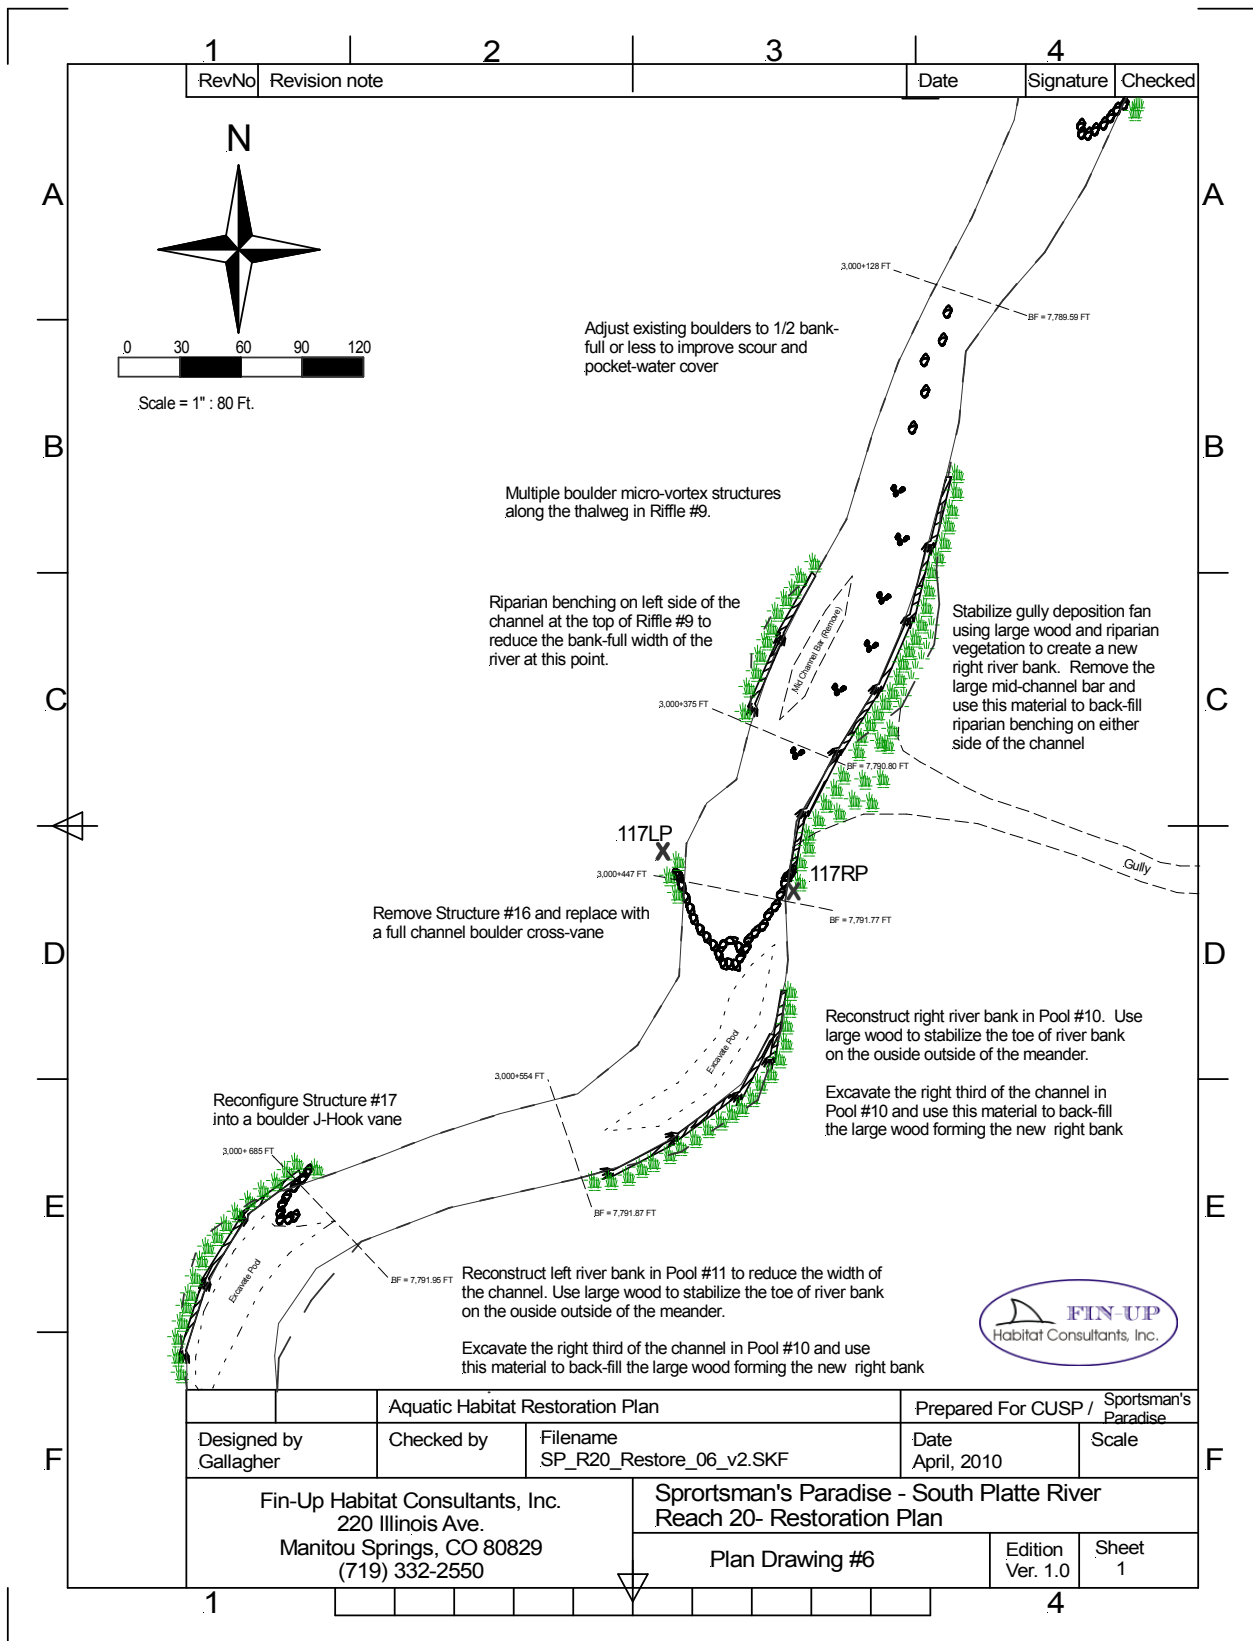 1 2 3 4
RevNo Revision note Date Signature Checked
N
A A
3,000+128 FT
BF = 7,789.59 FT
0 30 60 90 120
Scale = 1" : 80 Ft.
Adjust existing boulders to 1/2 bank-
full or less to improve scour and
pocket-water cover
B B
Multiple boulder micro-vortex structures
along the thalweg in Riffle #9.
Riparian benching on left side of the
channel at the top of Riffle #9 to
reduce the bank-full width of the
river at this point.
Mid Channel Bar (Remove)
Stabilize gully deposition fan
using large wood and riparian
vegetation to create a new
right river bank. Remove the
large mid-channel bar and
use this material to back-fill
riparian benching on either
side of the channel
C C
3,000+375 FT
BF = 7,790.80 FT
117LP
Gully
3,000+447 FT
117RP
BF = 7,791.77 FT
Remove Structure #16 and replace with
a full channel boulder cross-vane
D D
Excavate Pool
Reconstruct right river bank in Pool #10. Use
large wood to stabilize the toe of river bank
on the ouside outside of the meander.
Excavate the right third of the channel in
Pool #10 and use this material to back-fill
the large wood forming the new right bank
3,000+554 FT
Reconfigure Structure #17
into a boulder J-Hook vane
3,000+ 685 FT
E E
BF = 7,791.87 FT
Excavate Pool
BF = 7,791.95 FT
Reconstruct left river bank in Pool #11 to reduce the width of
the channel. Use large wood to stabilize the toe of river bank
on the ouside outside of the meander.
Excavate the right third of the channel in Pool #10 and use
this material to back-fill the large wood forming the new right bank
FIN-UP
Habitat Consultants, Inc.
Aquatic Habitat Restoration Plan
Prepared For CUSP / Sportsman's
Paradise
F F
Designed by
Gallagher
Checked by
Filename
SP_R20_Restore_06_v2.SKF
Date
April, 2010
Scale
Fin-Up Habitat Consultants, Inc.
220 Illinois Ave.
Manitou Springs, CO 80829
(719) 332-2550
Sprortsman's Paradise - South Platte River
Reach 20- Restoration Plan
Plan Drawing #6
Edition
Ver. 1.0
Sheet
1
1 4